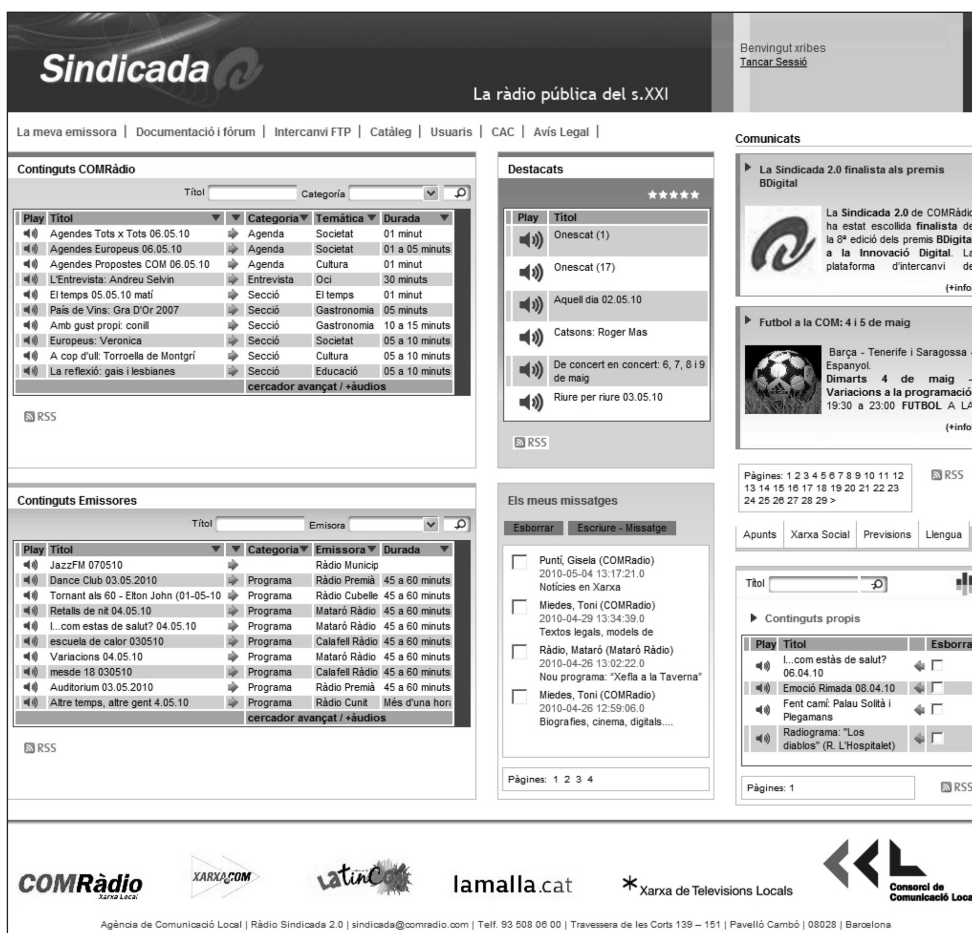 Sindicada
La ràdio pública del s.XXI
Benvingut xribes
Tancar Sessió
La meva emissora | Documentació i fórum | Intercanvi FTP | Catàleg | Usuaris | CAC | Avís Legal |
Continguts COMRàdio
Títol Categoría
Play Títol Categoria Temática Durada
Agendes Tots x Tots 06.05.10 Agenda Societat 01 minut
Agendes Europeus 06.05.10 Agenda Societat 01 a 05 minuts
Agendes Propostes COM 06.05.10 Agenda Cultura 01 minut
L'Entrevista: Andreu Selvin Entrevista Oci 30 minuts
El temps 05.05.10 matí Secció El temps 01 minut
País de Vins: Gra D'Or 2007 Secció Gastronomia 05 minuts
Amb gust propi: conill Secció Gastronomia 10 a 15 minuts
Europeus: Veronica Secció Societat 05 a 10 minuts
A cop d'ull: Torroella de Montgrí Secció Cultura 05 a 10 minuts
La reflexió: gais i lesbianes Secció Educació 05 a 10 minuts
cercador avançat / +àudios
RSS
Destacats
Play Títol
Onescat (1)
Onescat (17)
Aquell dia 02.05.10
Catsons: Roger Mas
De concert en concert: 6, 7, 8 i 9
de maig
Riure per riure 03.05.10
RSS
Comunicats
La Sindicada 2.0 finalista als premis
BDigital
La Sindicada 2.0 de COMRàdio
ha estat escollida finalista de
la 8ª edició dels premis BDigital
a la Innovació Digital. La
plataforma d'intercanvi de
(+info
Futbol a la COM: 4 i 5 de maig
Barça - Tenerife i Saragossa -
Espanyol.
Dimarts 4 de maig -
Variacions a la programació
19:30 a 23:00 FUTBOL A LA
(+info
Pàgines: 1 2 3 4 5 6 7 8 9 10 11 12
13 14 15 16 17 18 19 20 21 22 23
24 25 26 27 28 29 >
RSS
Continguts Emissores
Títol Emisora
Play Títol Categoria Emissora Durada
JazzFM 070510 Ràdio Municip
Dance Club 03.05.2010 Programa Ràdio Premià 45 a 60 minuts
Tornant als 60 - Elton John (01-05-10 Programa Ràdio Cubelle 45 a 60 minuts
Retalls de nit 04.05.10 Programa Mataró Ràdio 45 a 60 minuts
I...com estas de salut? 04.05.10 Programa Mataró Ràdio 45 a 60 minuts
escuela de calor 030510 Programa Calafell Ràdio 45 a 60 minuts
Variacions 04.05.10 Programa Mataró Ràdio 45 a 60 minuts
mesde 18 030510 Programa Calafell Ràdio 45 a 60 minuts
Auditorium 03.05.2010 Programa Ràdio Premià 45 a 60 minuts
Altre temps, altre gent 4.05.10 Programa Ràdio Cunit Més d'una hora
cercador avançat / +àudios
RSS
Els meus missatges
Esborrar Escriure - Missatge
Puntí, Gisela (COMRadio)
2010-05-04 13:17:21.0
Notícies en Xarxa
Miedes, Toni (COMRadio)
2010-04-29 13:34:39.0
Textos legals, models de
Ràdio, Mataró (Mataró Ràdio)
2010-04-26 13:02:22.0
Nou programa: "Xefla a la Taverna"
Miedes, Toni (COMRadio)
2010-04-26 12:59:06.0
Biografies, cinema, digitals....
Pàgines: 1 2 3 4
Apunts Xarxa Social Previsions Llengua
Títol
Continguts propis
Play Títol Esborrar
I...com estàs de salut?
06.04.10
Emoció Rimada 08.04.10
Fent camí: Palau Solità i
Plegamans
Radiograma: "Los
diablos" (R. L'Hospitalet)
Pàgines: 1
RSS
COMRàdio
Xarxa Local
XARXACOM
LatinCOM
lamalla.cat
*Xarxa de Televisions Locals
CCL
Consorci de
Comunicació Local
Agència de Comunicació Local | Ràdio Sindicada 2.0 | sindicada@comradio.com | Telf. 93 508 06 00 | Travessera de les Corts 139 – 151 | Pavelló Cambó | 08028 | Barcelona